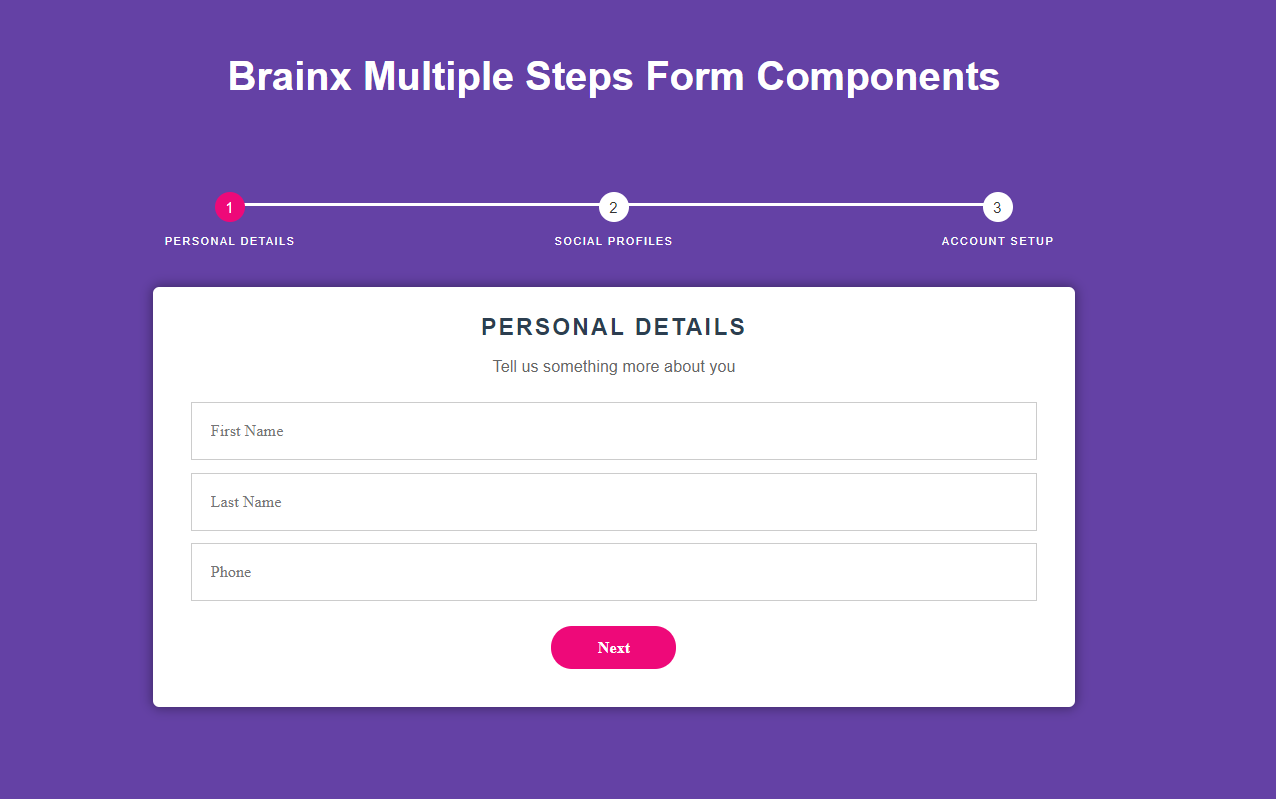 Brainx Multiple Steps Form Components
1 2 3
PERSONAL DETAILS SOCIAL PROFILES ACCOUNT SETUP
PERSONAL DETAILS
Tell us something more about you
First Name
Last Name
Phone
Next